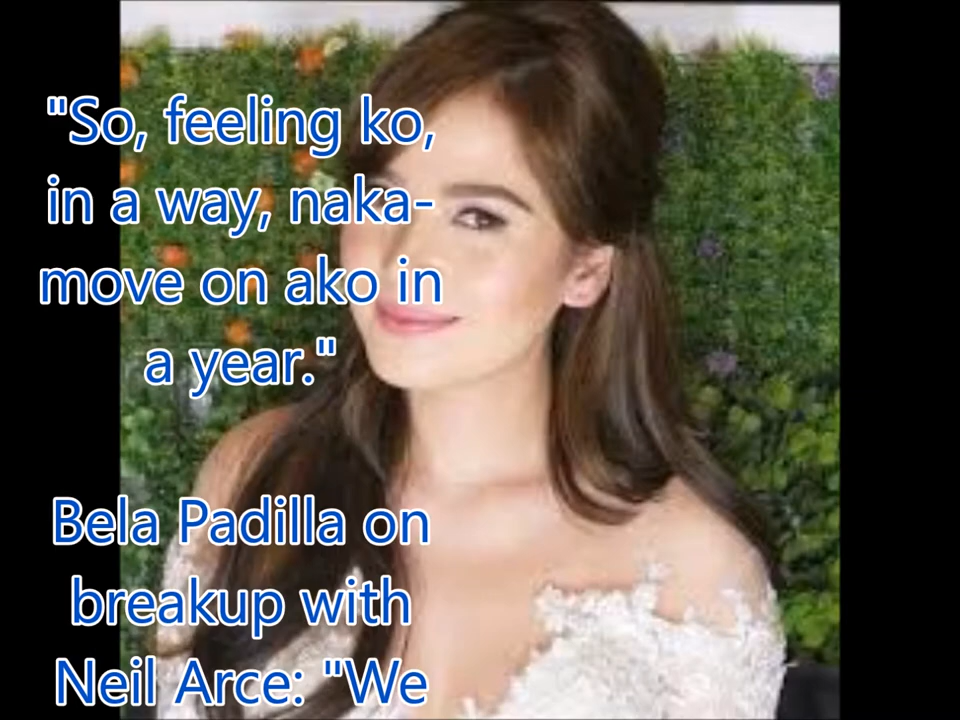 "So, feeling ko,
in a way, naka-
move on ako in
a year."
Bela Padilla on
breakup with
Neil Arce: "We